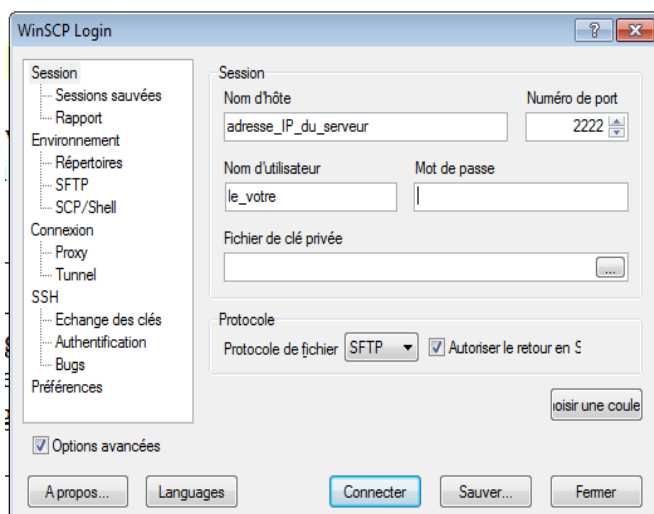 WinSCP Login
Session
Sessions sauvées
Rapport
Environnement
Répertoires
SFTP
SCP/Shell
Connexion
Proxy
Tunnel
SSH
Echange des clés
Authentification
Bugs
Préférences
Options avancées
Session
Nom d'hôte
Numéro de port
adresse_IP_du_serveur
2222
Nom d'utilisateur
Mot de passe
le_votre
Fichier de clé privée
...
Protocole
Protocole de fichier
SFTP
Autoriser le retour en S
oisir une coule
A propos...
Languages
Connecter
Sauver...
Fermer